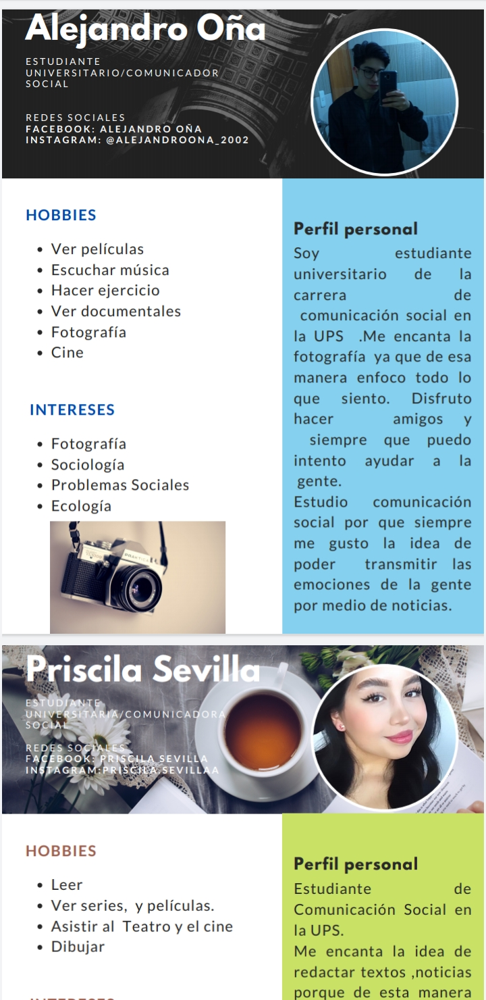 Alejandro Oña
ESTUDIANTE
UNIVERSITARIO/COMUNICADOR
SOCIAL
REDES SOCIALES
FACEBOOK: ALEJANDRO OÑA
INSTAGRAM: @ALEJANDROONA_2002
HOBBIES
• Ver películas
• Escuchar música
• Hacer ejercicio
• Ver documentales
• Fotografía
• Cine
INTERESES
• Fotografía
• Sociología
• Problemas Sociales
• Ecología
PRAKTICA
Perfil personal
Soy estudiante
universitario de la
carrera de
comunicación social en
la UPS .Me encanta la
fotografía ya que de esa
manera enfoco todo lo
que siento. Disfruto
hacer amigos y
siempre que puedo
intento ayudar a la
gente.
Estudio comunicación
social por que siempre
me gusto la idea de
poder transmitir las
emociones de la gente
por medio de noticias.
Priscila Sevilla
ESTUDIANTE
UNIVERSITARIA/COMUNICADORA
SOCIAL
REDES SOCIALES
FACEBOOK: PRISCILA SEVILLA
INSTAGRAM:PRISCILA.SEVILLAA
HOBBIES
• Leer
• Ver series, y películas.
• Asistir al Teatro y el cine
• Dibujar
INTERESES
Perfil personal
Estudiante de
Comunicación Social en
la UPS.
Me encanta la idea de
redactar textos ,noticias
porque de esta manera